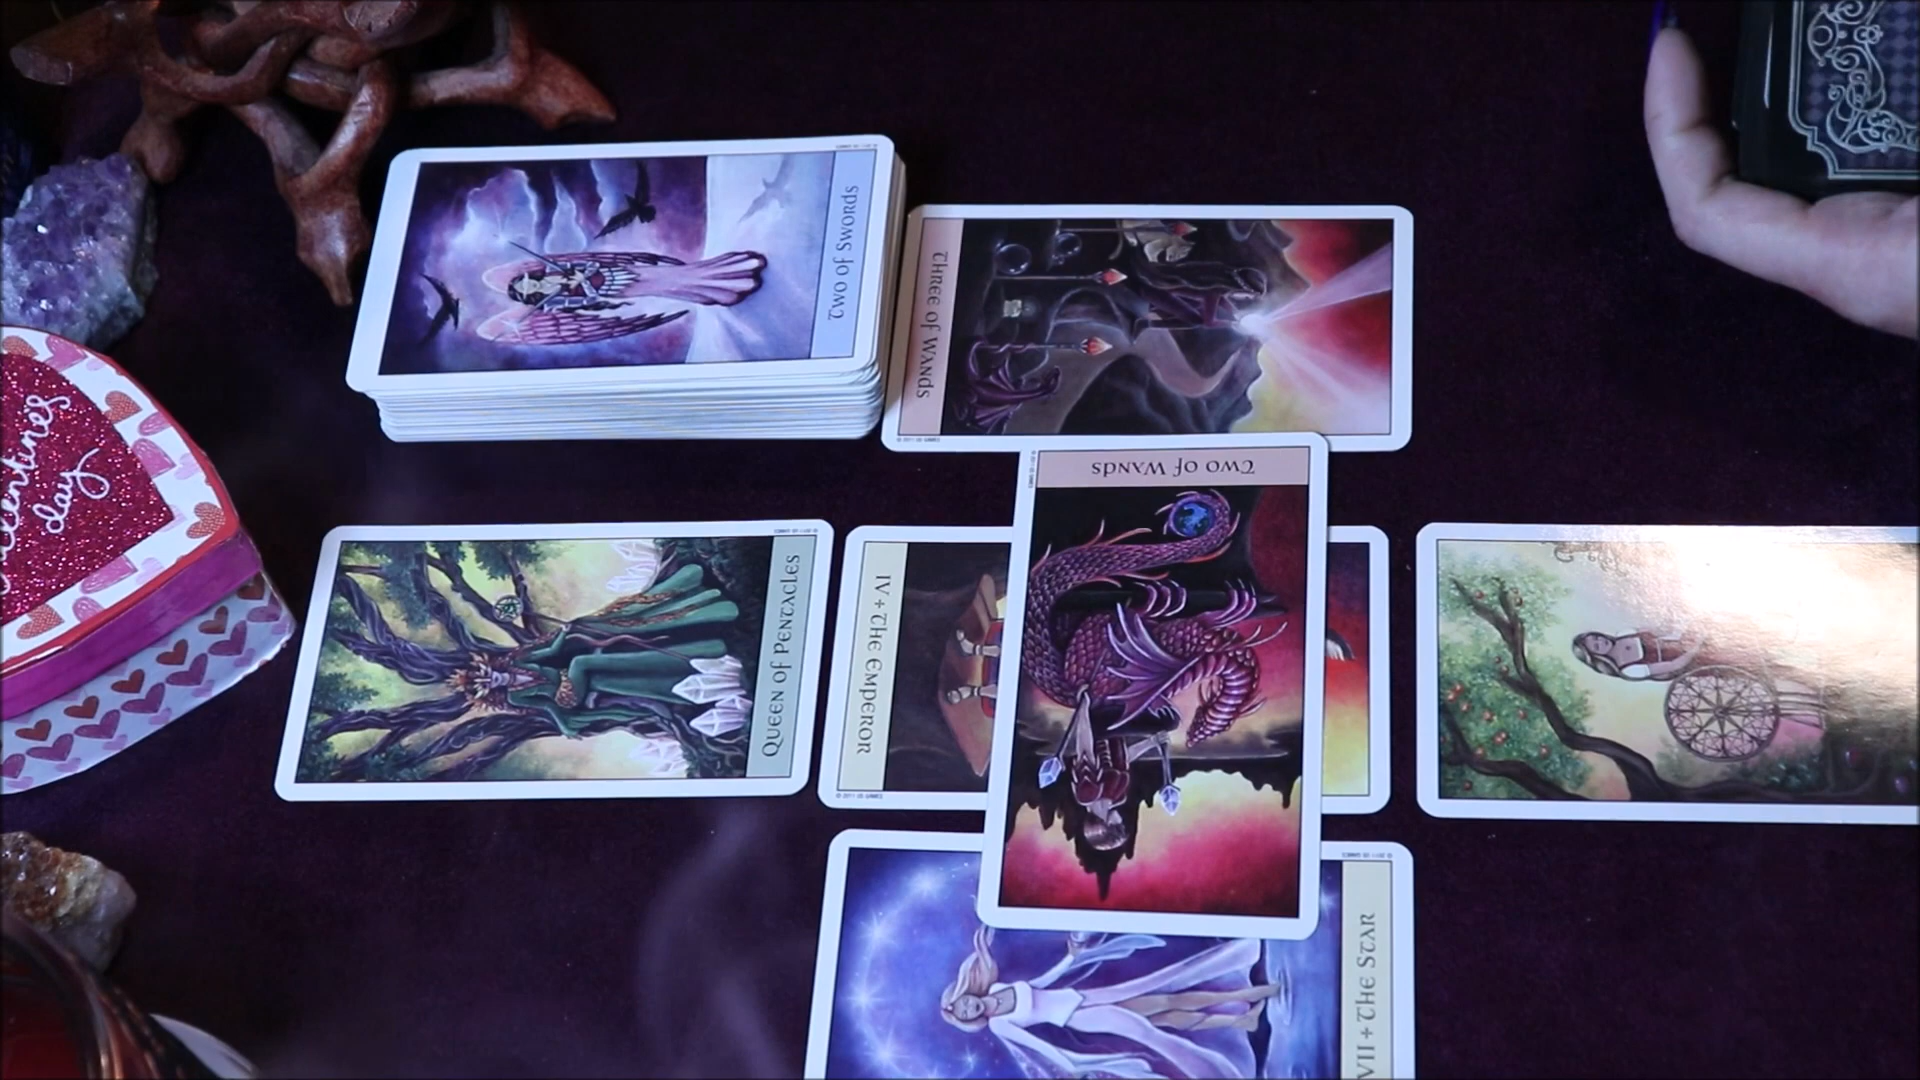 Two of Swords
Three of Wands
Valentine's
day
Two of Wands
Queen of Pentacles
IV + The Emperor
VII + The Star